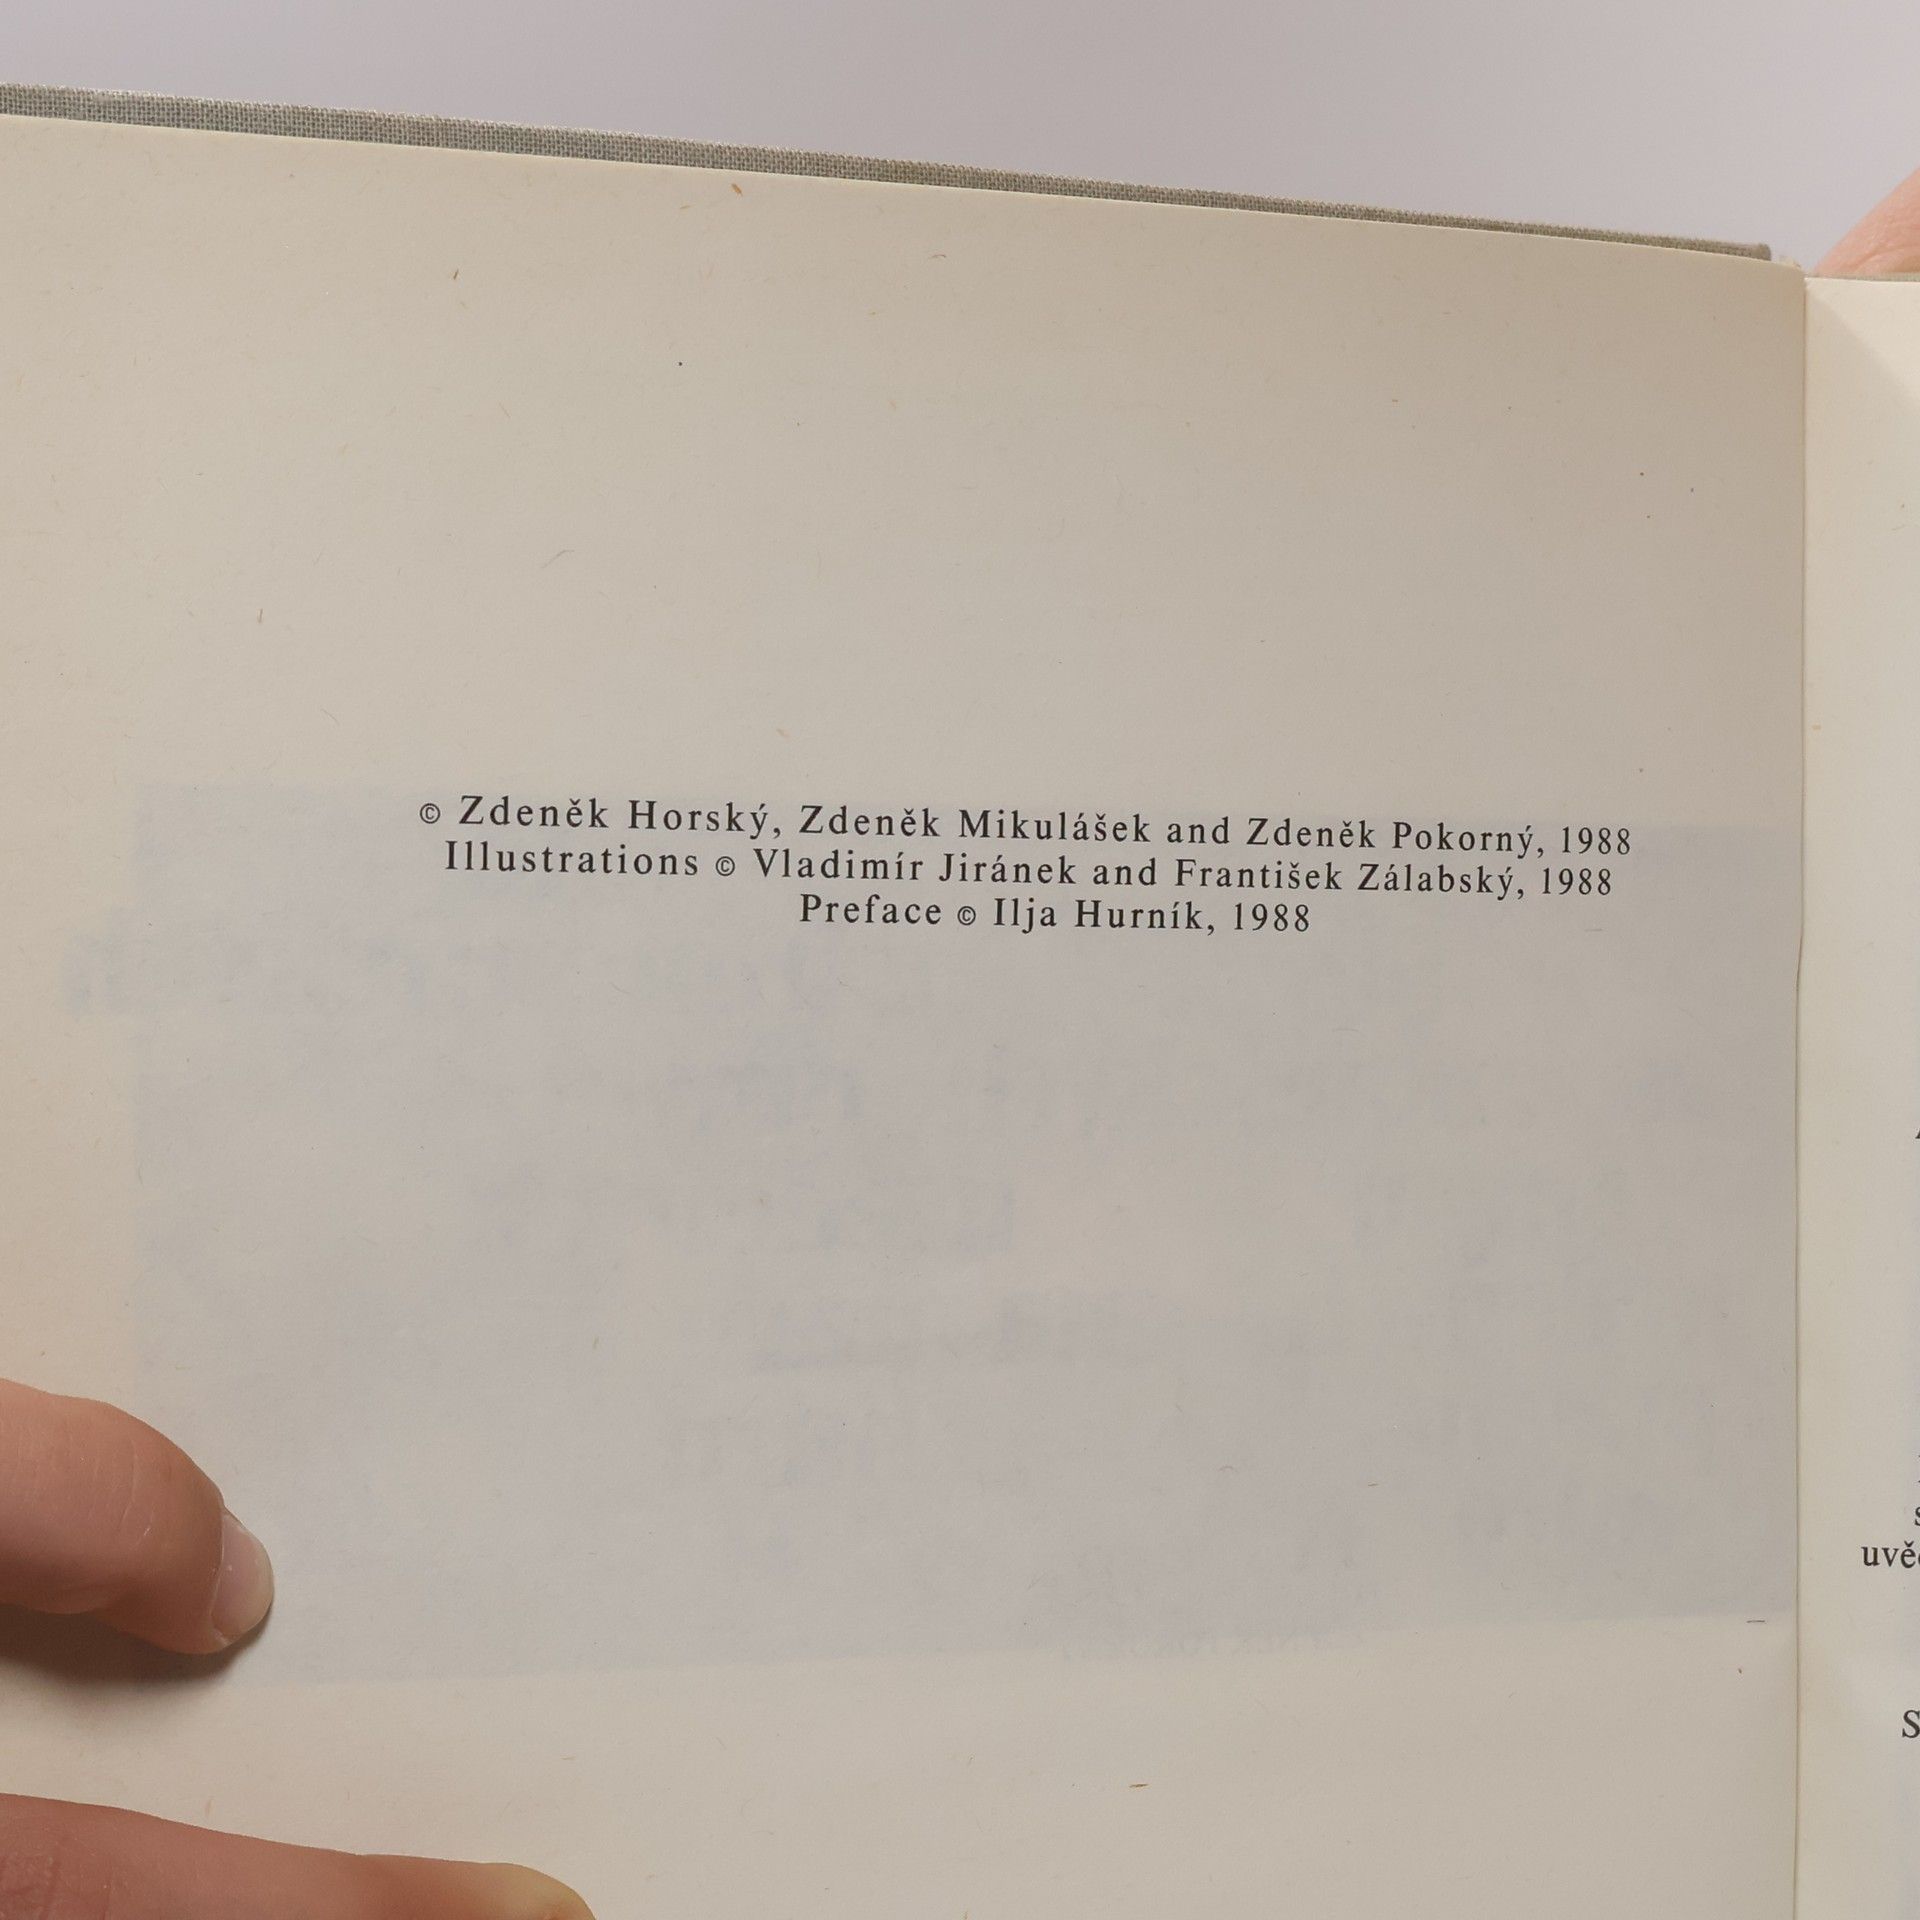 © Zdeněk Horský, Zdeněk Mikulášek and Zdeněk Pokorný, 1988
Illustrations © Vladimír Jiránek and František Zálabský, 1988
Preface © Ilja Hurník, 1988